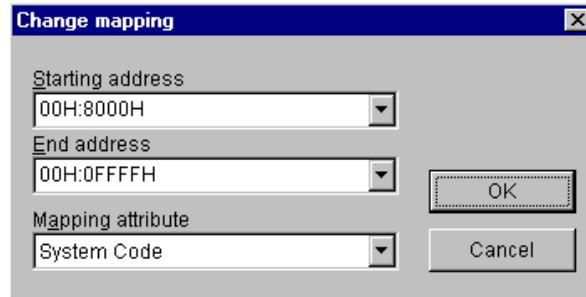 Change mapping
Starting address
00H:8000H
End address
00H:0FFFFH
OK
Mapping attribute
System Code
Cancel